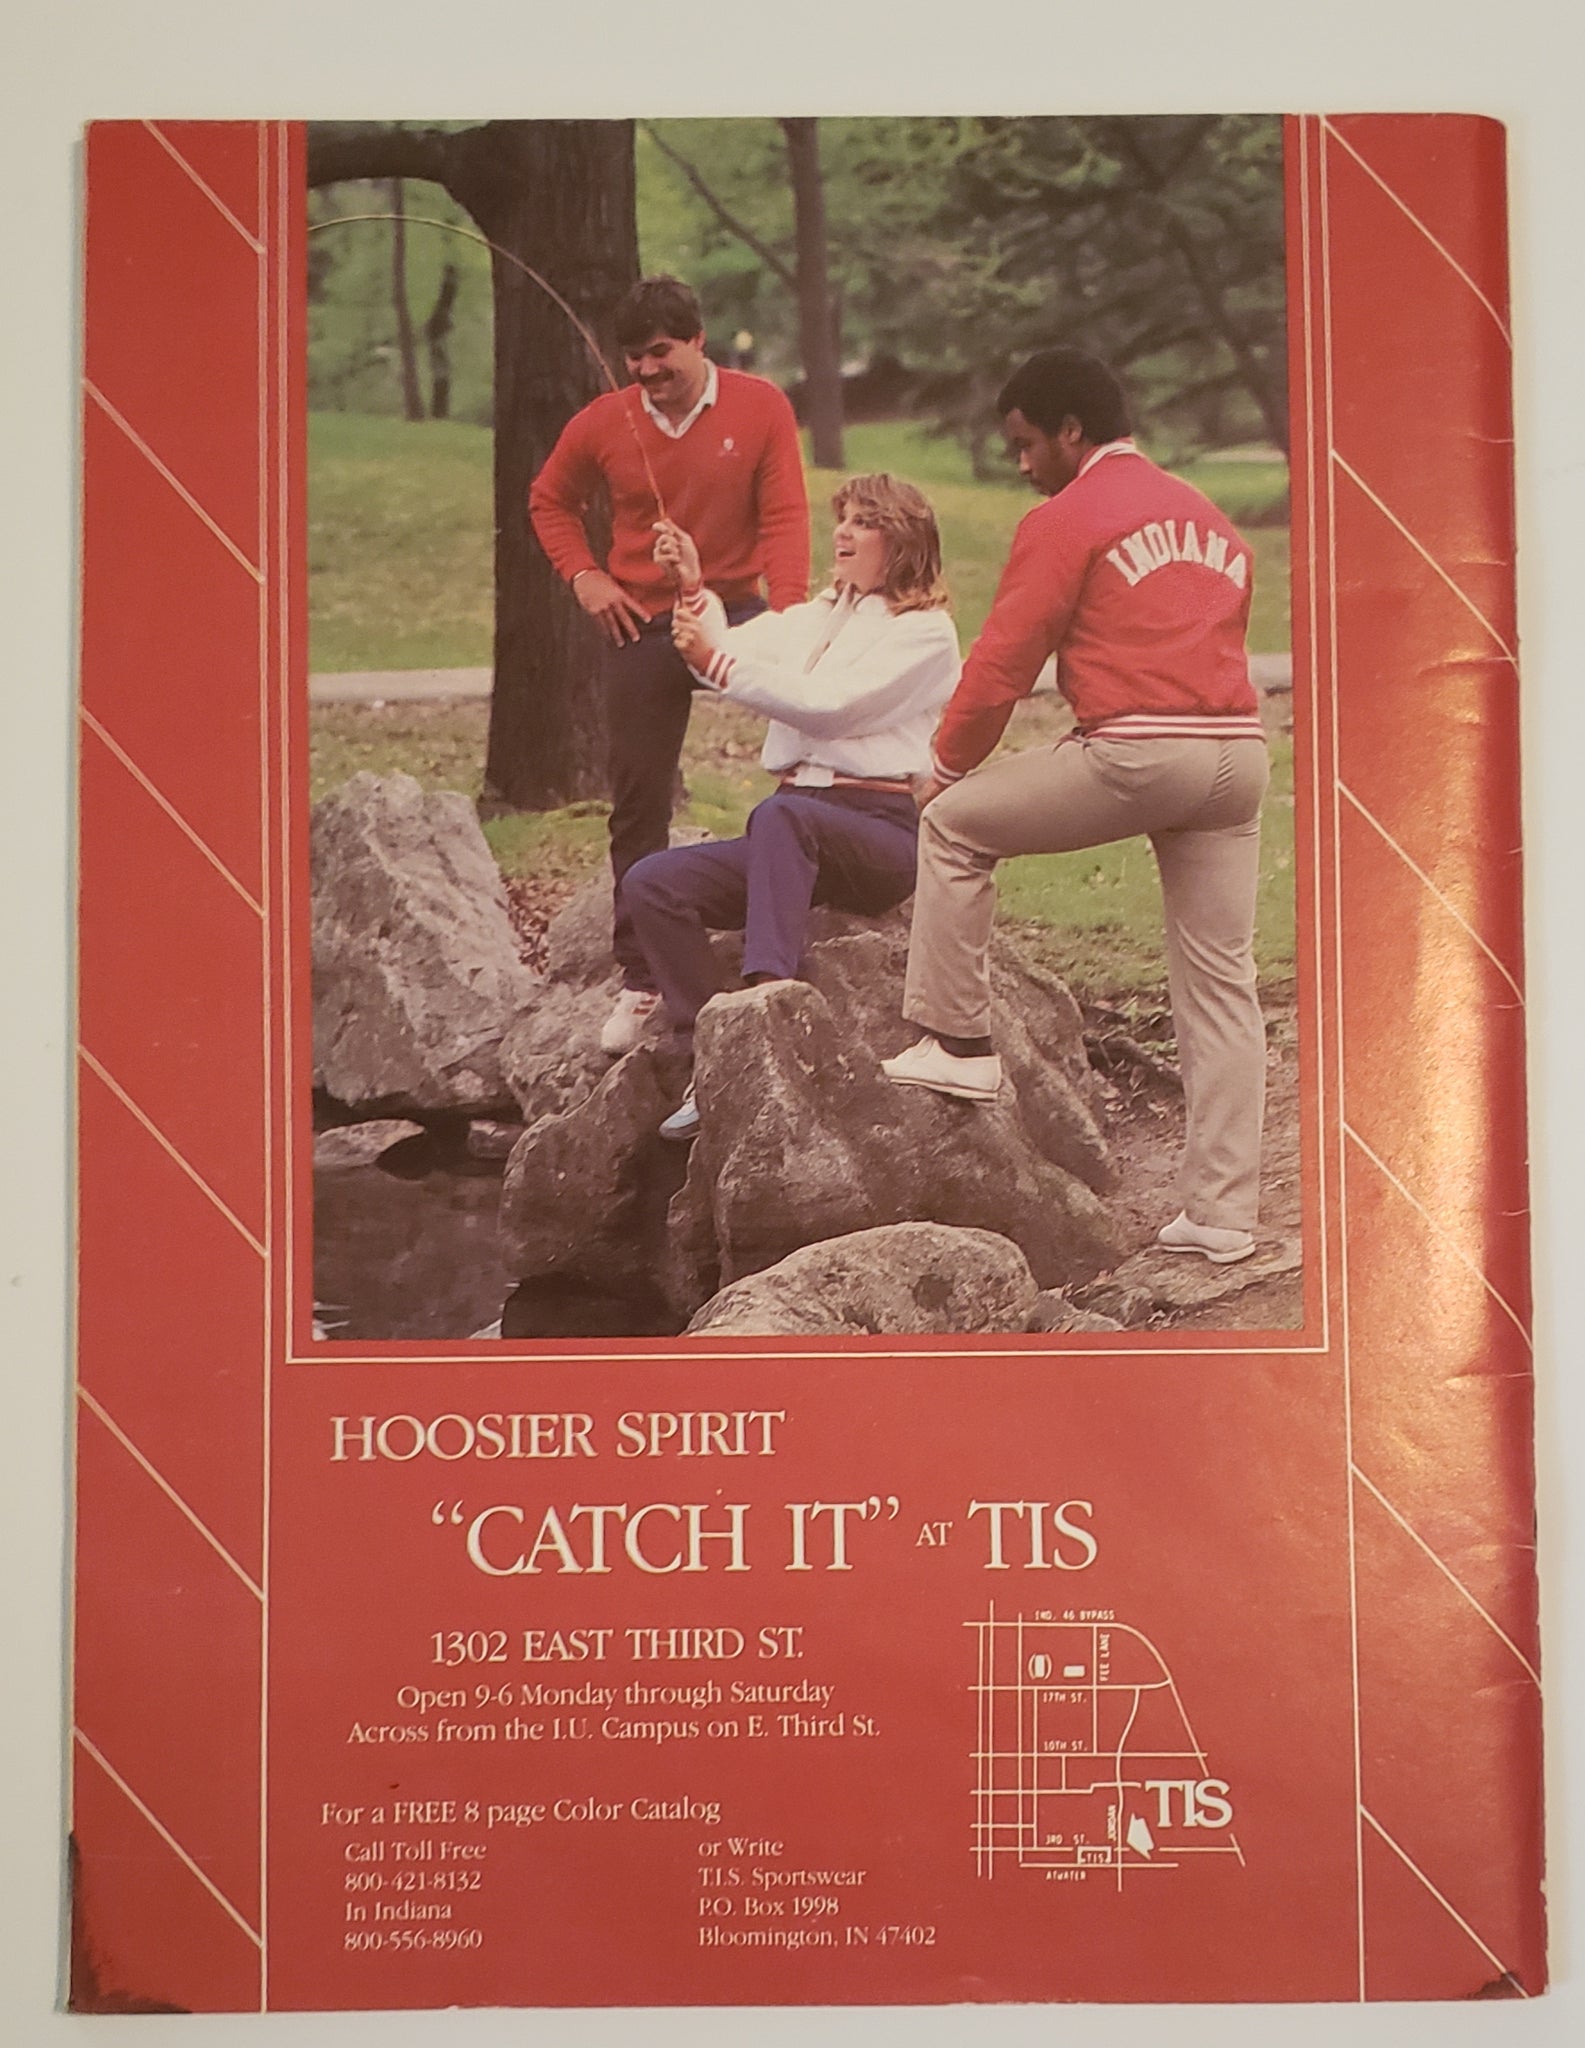 INDIANA
HOOSIER SPIRIT
“CATCH IT” AT TIS
1302 EAST THIRD ST.
Open 9-6 Monday through Saturday
Across from the I.U. Campus on E. Third St.
For a FREE 8 page Color Catalog
Call Toll Free
800-421-8132
In Indiana
800-556-8960
or Write
T.I.S. Sportswear
P.O. Box 1998
Bloomington, IN 47402
IND. 46 BYPASS
FEE LANE
17TH ST.
10TH ST.
TIS
JORDAN
3RD ST.
TIS
ATWATER